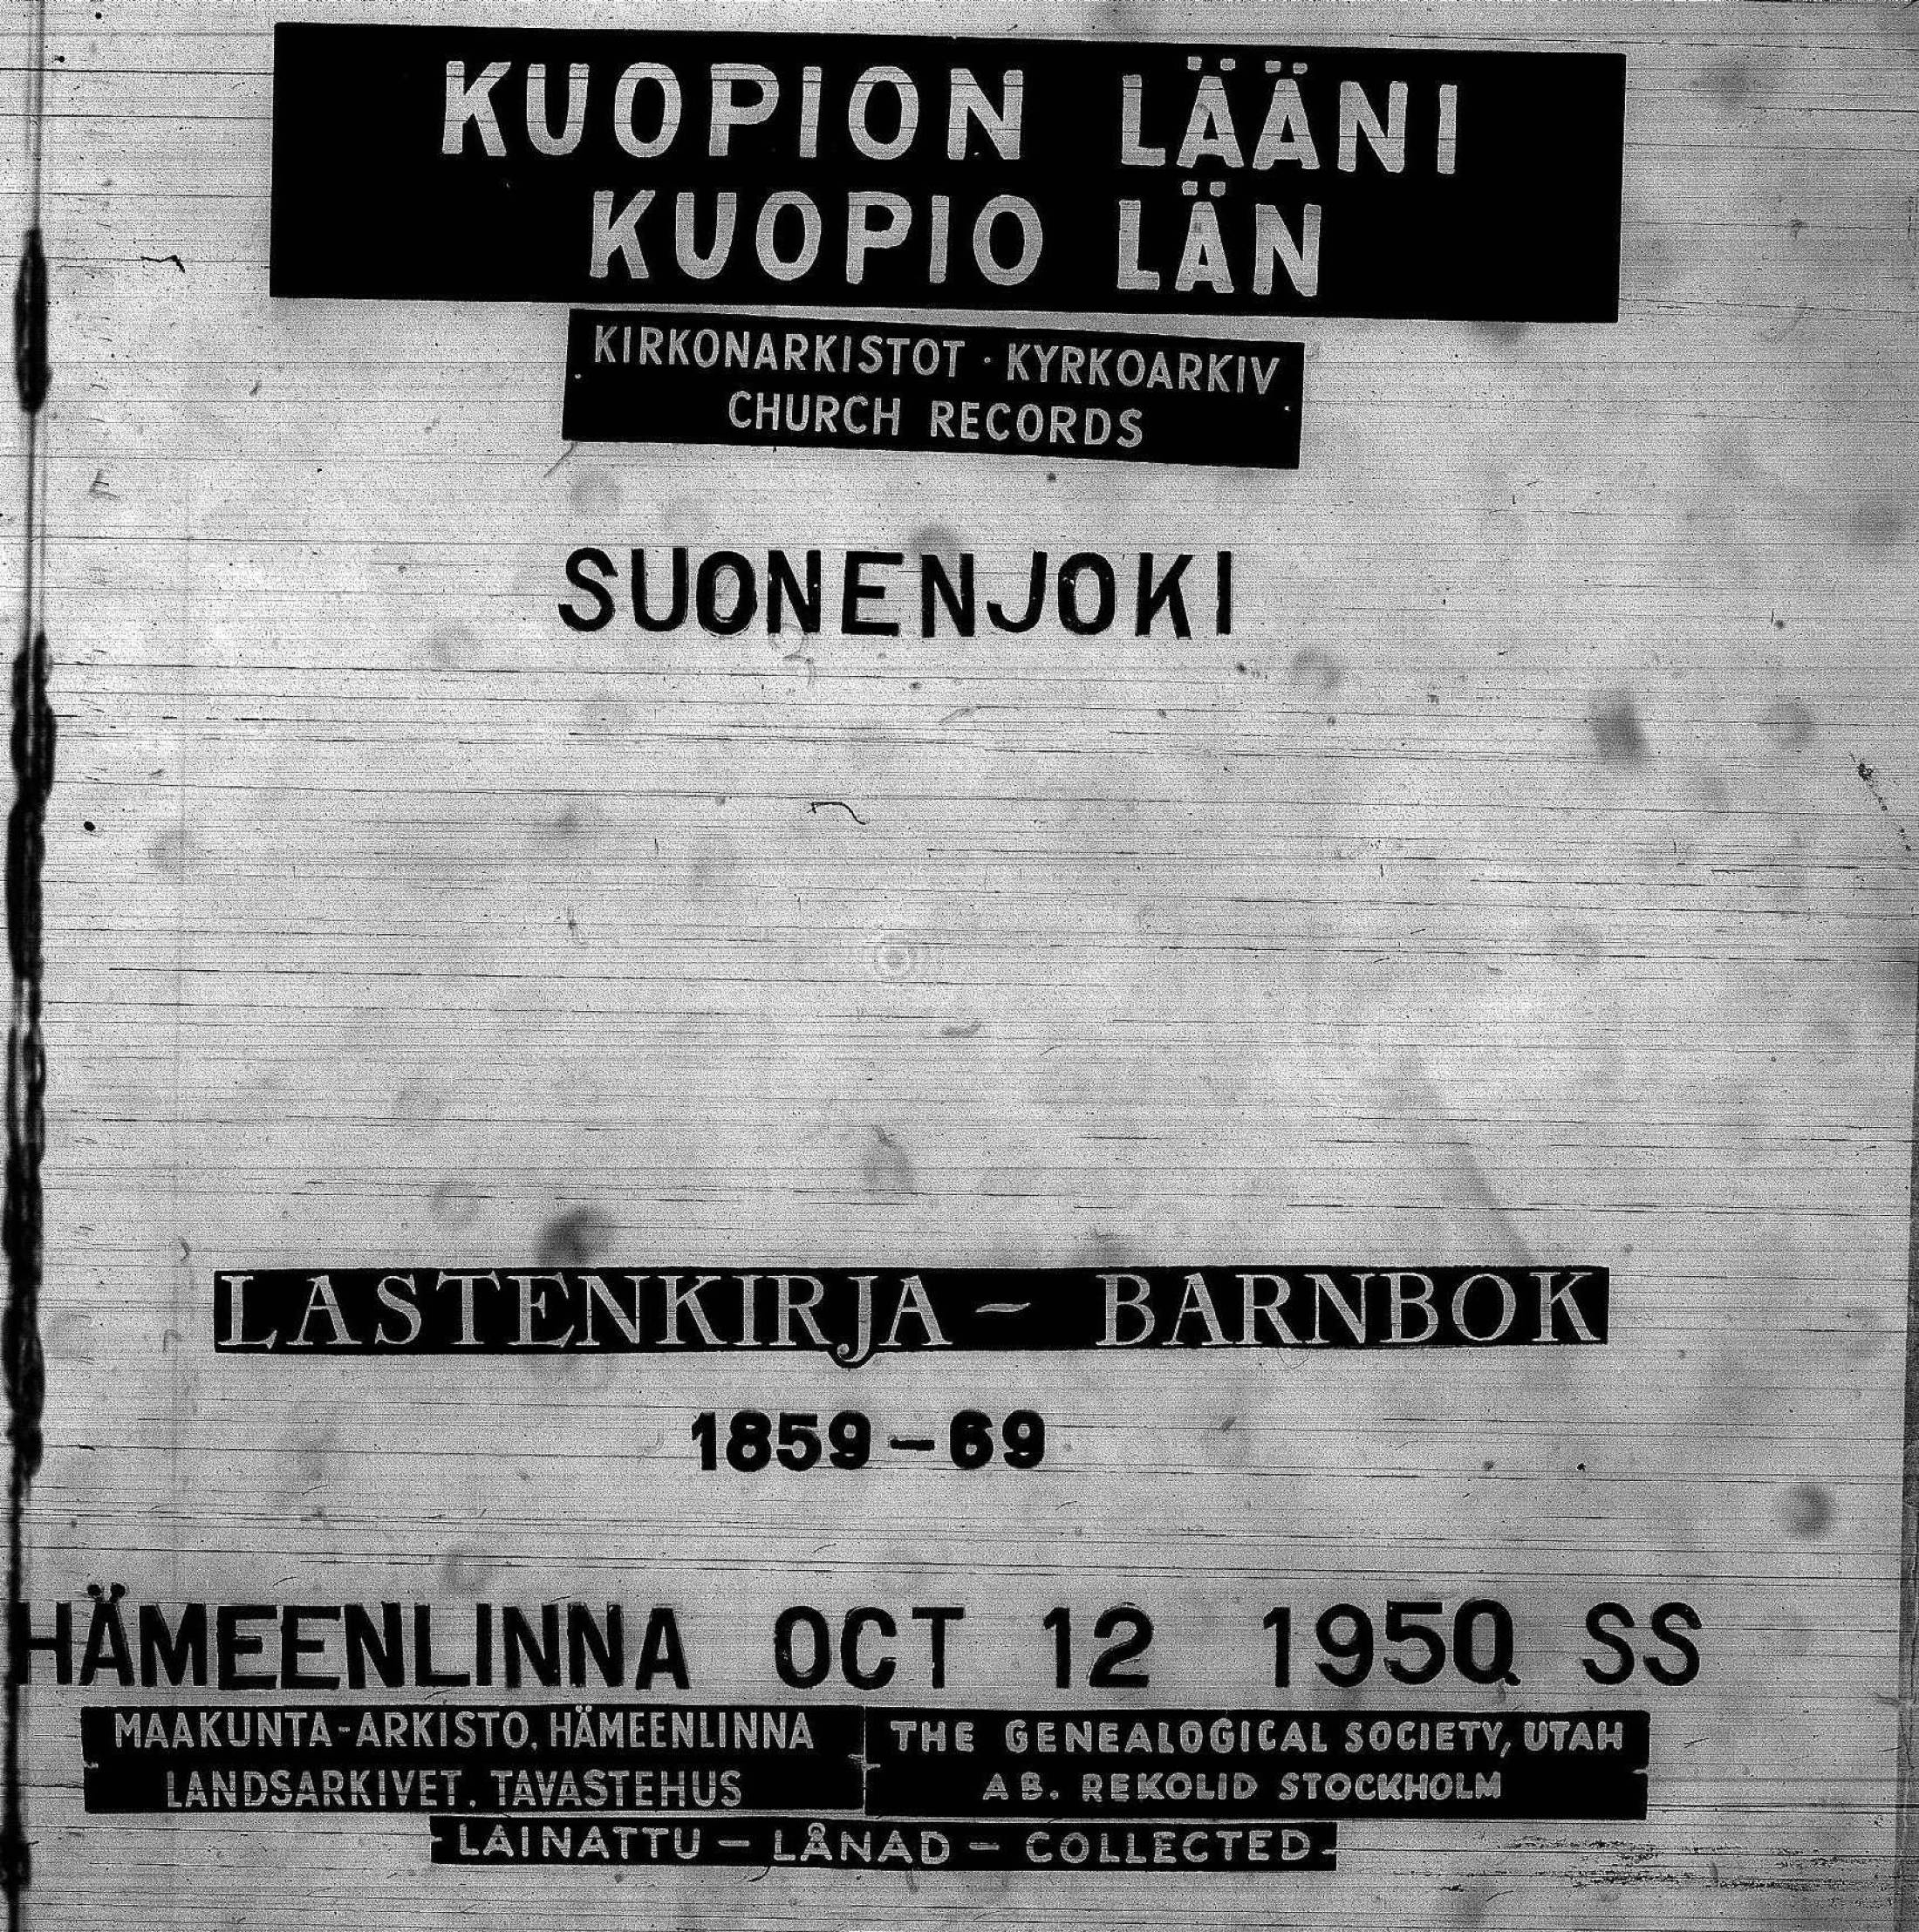 KUOPION LÄÄNI
KUOPIO LÄN
KIRKONARKISTOT · KYRKOARKIV
CHURCH RECORDS
SUONENJOKI
LASTENKIRJA - BARNBOK
1859-69
HÄMEENLINNA OCT 12 1950 SS
MAAKUNTA-ARKISTO, HÄMEENLINNA
LANDSARKIVET, TAVASTEHUS
THE GENEALOGICAL SOCIETY, UTAH
AB. REKOLID STOCKHOLM
LAINATTU - LÅNAD - COLLECTED